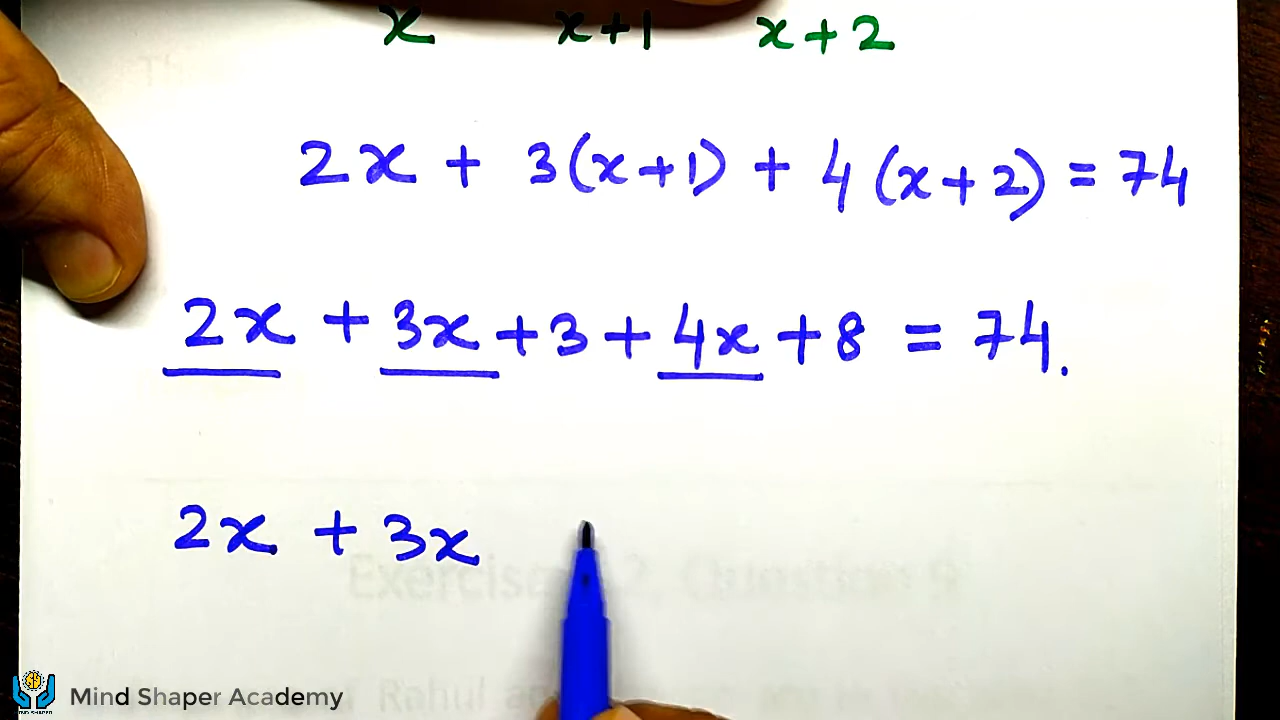 x x+1 x+2
2x + 3(x+1) + 4(x+2) = 74
2x + 3x + 3 + 4x + 8 = 74.
2x + 3x
Mind Shaper Academy